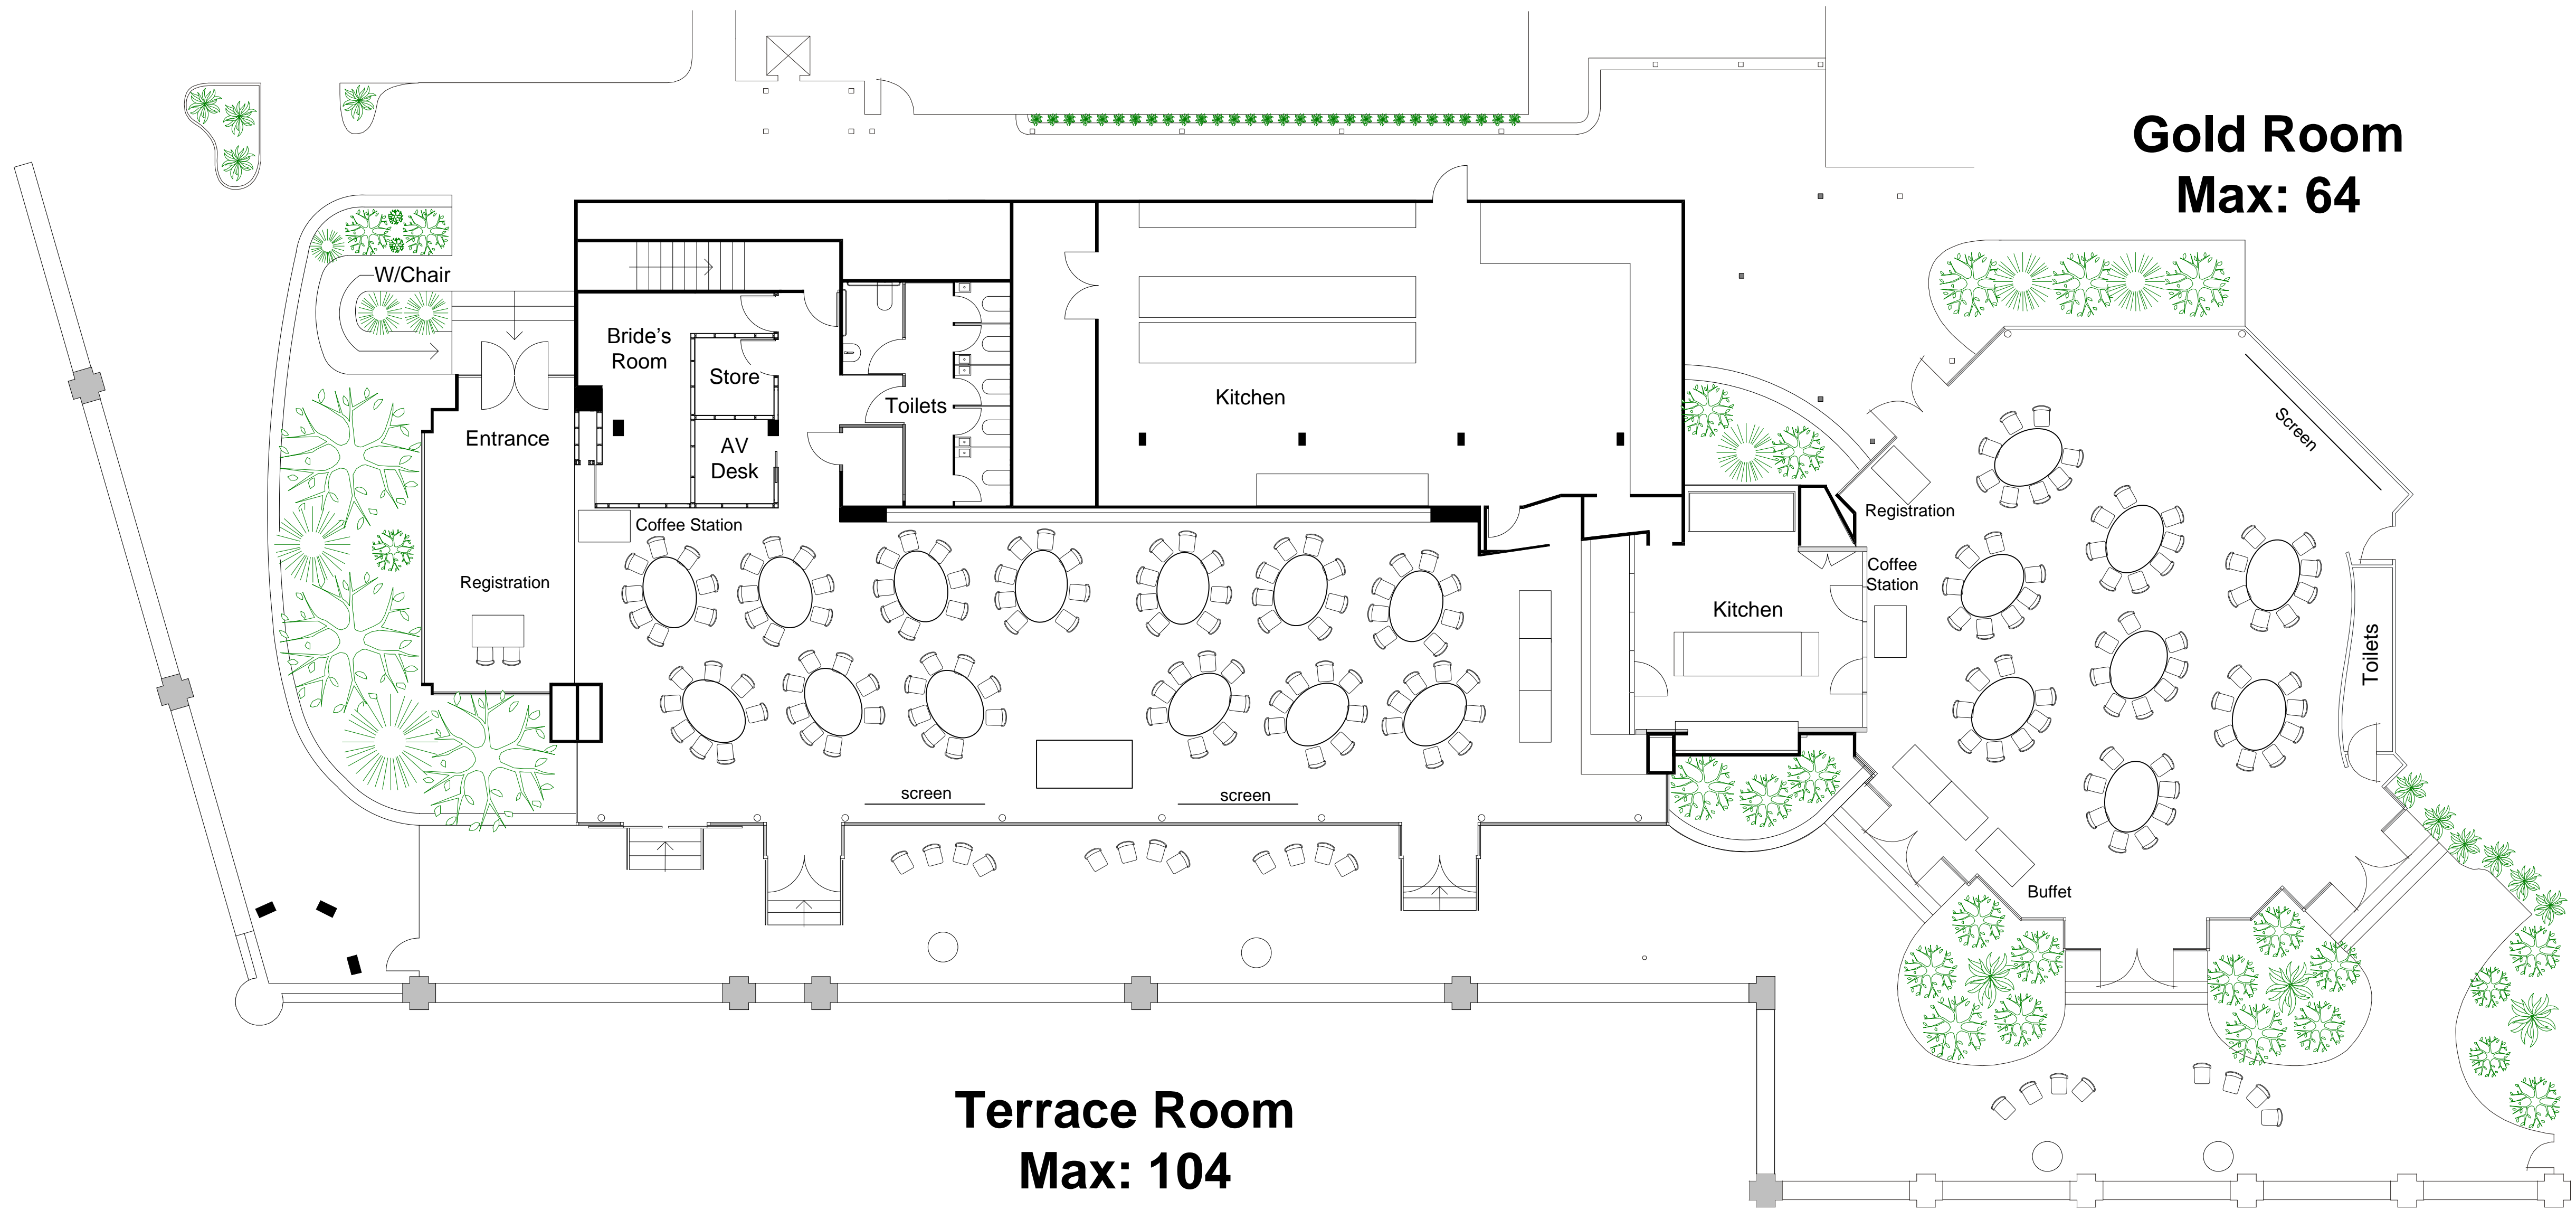 Gold Room
Max: 64
W/Chair
Bride's
Room
Store
Toilets
AV
Desk
Kitchen
Entrance
Screen
Registration
Coffee Station
Registration
Coffee
Station
Kitchen
Toilets
screen
screen
Buffet
Terrace Room
Max: 104